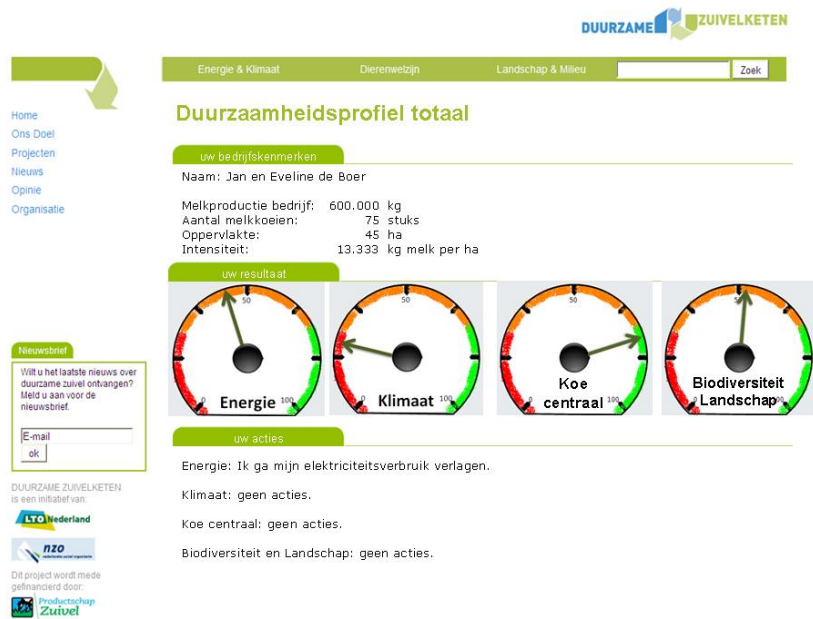 DUURZAME ZUIVELKETEN
Energie & Klimaat Dierenwelzijn Landschap & Milieu Zoek
Home
Ons Doel
Projecten
Nieuws
Opinie
Organisatie
Duurzaamheidsprofiel totaal
uw bedrijfskenmerken
Naam: Jan en Eveline de Boer
Melkproductie bedrijf: 600.000 kg
Aantal melkkoeien: 75 stuks
Oppervlakte: 45 ha
Intensiteit: 13.333 kg melk per ha
uw resultaat
50 50 50 50
0 Energie 100
0 Klimaat 100
Koe
centraal 100
Biodiversiteit
Landschap 100
uw acties
Energie: Ik ga mijn elektriciteitsverbruik verlagen.
Klimaat: geen acties.
Koe centraal: geen acties.
Biodiversiteit en Landschap: geen acties.
Nieuwsbrief
Wilt u het laatste nieuws over
duurzame zuivel ontvangen?
Meld u aan voor de
nieuwsbrief.
E-mail
ok
DUURZAME ZUIVELKETEN
is een initiatief van:
LTO Nederland
nzo
Dit project wordt mede
gefinancierd door:
Productschap
Zuivel